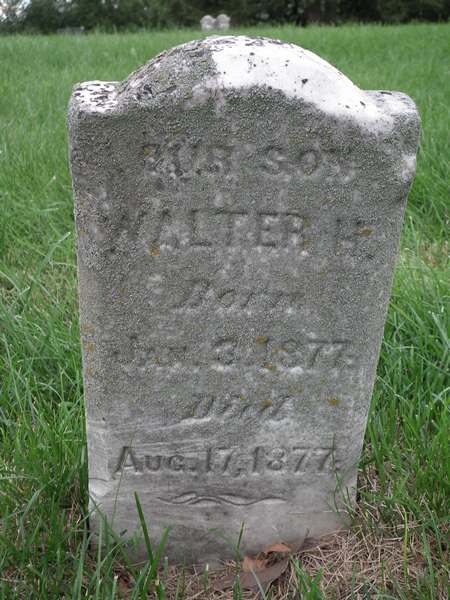 OUR SON
WALTER H.
Born
JAN. 3. 1877.
Died
AUG. 17, 1877.